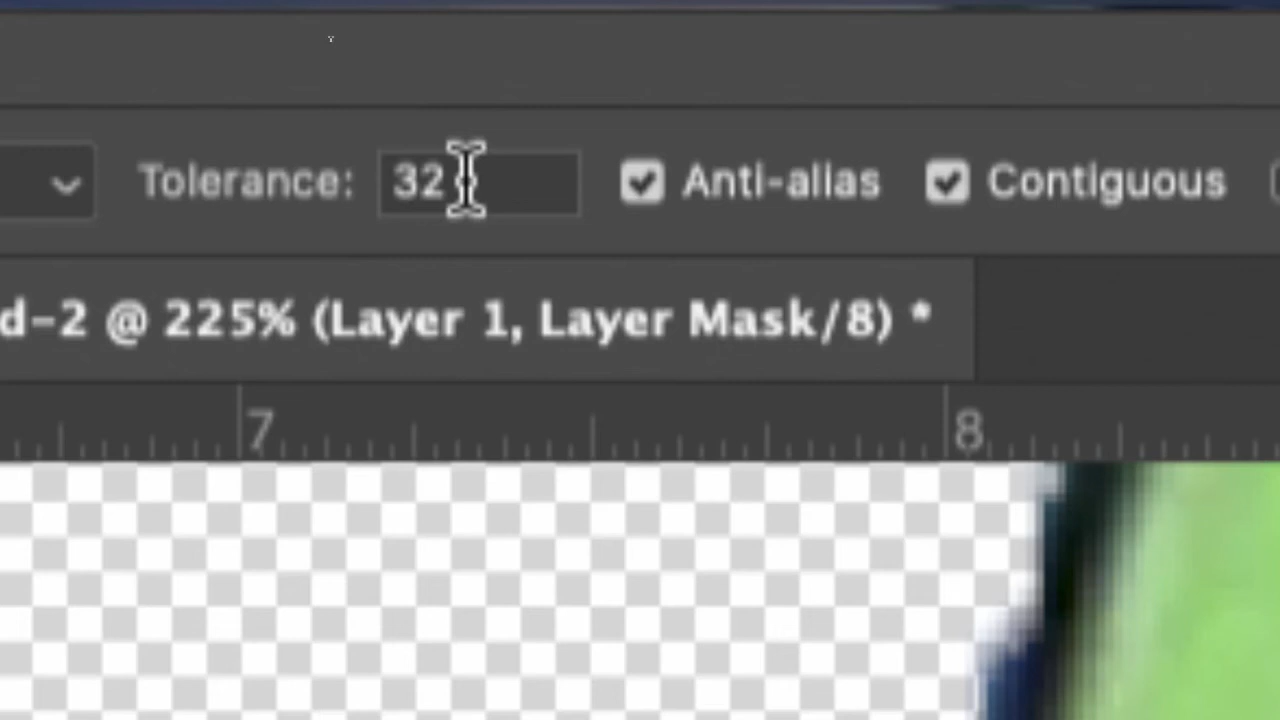 Tolerance: 32 Anti-alias Contiguous
d-2 @ 225% (Layer 1, Layer Mask/8) *
7 8